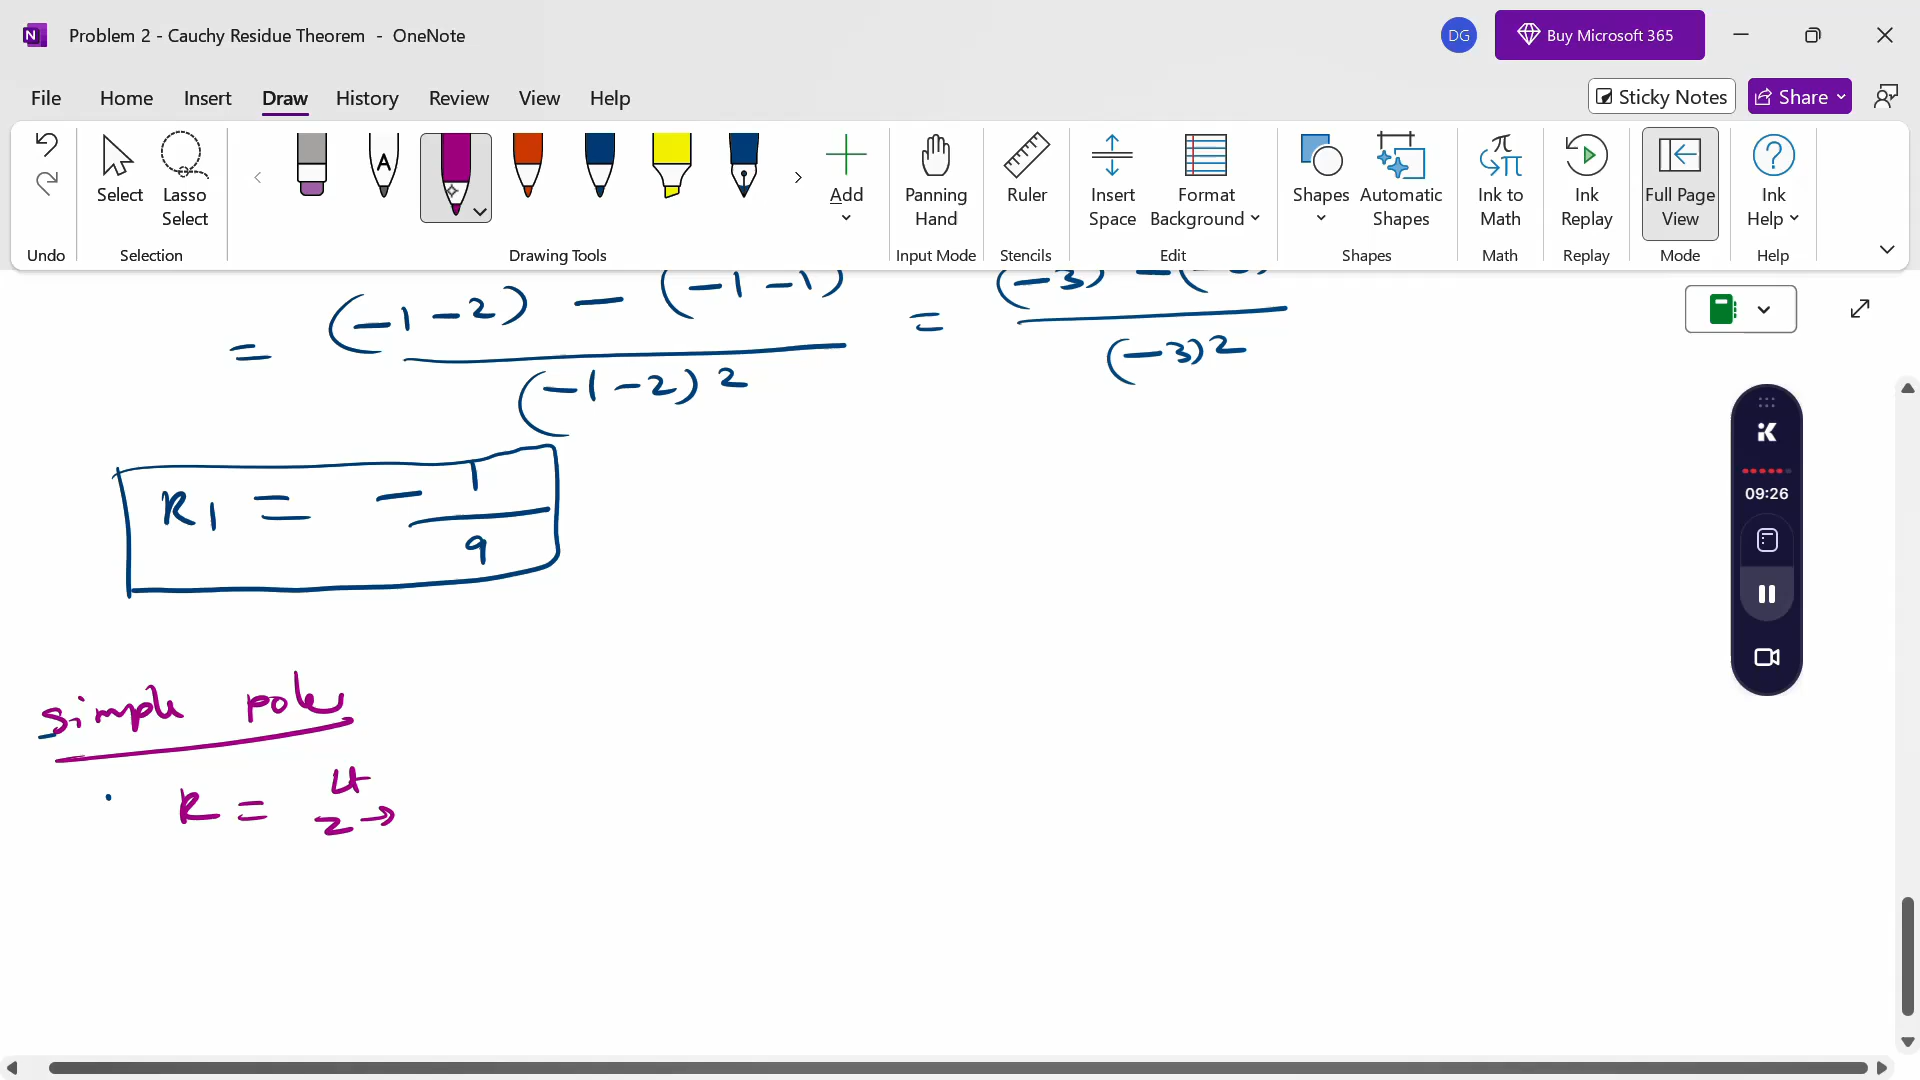 Problem 2 - Cauchy Residue Theorem - OneNote
DG
Buy Microsoft 365
File Home Insert Draw History Review View Help
Sticky Notes
Share
Select
Lasso Select
A
Add
Panning Hand
Ruler
Insert Space
Format Background
Shapes
Automatic Shapes
Ink to Math
Ink Replay
Full Page View
Ink Help
Undo Selection Drawing Tools Input Mode Stencils Edit Shapes Math Replay Mode Help
= (-1-2) - (-1-1) / (-1-2)2 = (-3) - (- / (-3)2
R1 = - 1/9
09:26
simple pole
R = Lt z→